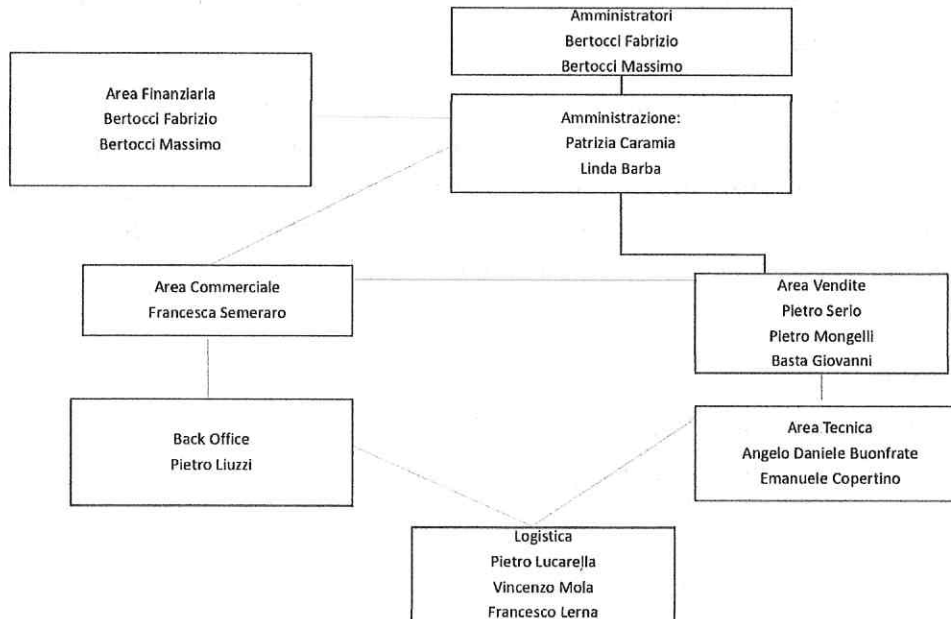 Amministratori
Bertocci Fabrizio
Bertocci Massimo
Area Finanziaria
Bertocci Fabrizio
Bertocci Massimo
Amministrazione:
Patrizia Caramia
Linda Barba
Area Commerciale
Francesca Semeraro
Area Vendite
Pietro Serio
Pietro Mongelli
Basta Giovanni
Back Office
Pietro Liuzzi
Area Tecnica
Angelo Daniele Buonfrate
Emanuele Copertino
Logistica
Pietro Lucarella
Vincenzo Mola
Francesco Lerna